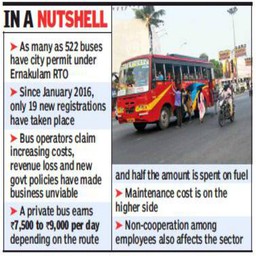 IN A NUTSHELL
➤ As many as 522 buses
have city permit under
Ernakulam RTO
➤ Since January 2016,
only 19 new registrations
have taken place
➤ Bus operators claim
increasing costs,
revenue loss and new
govt policies have made
business unviable
➤ A private bus earns
₹7,500 to ₹9,000 per day
depending on the route
and half the amount is spent on fuel
➤ Maintenance cost is on the
higher side
➤ Non-cooperation among
employees also affects the sector